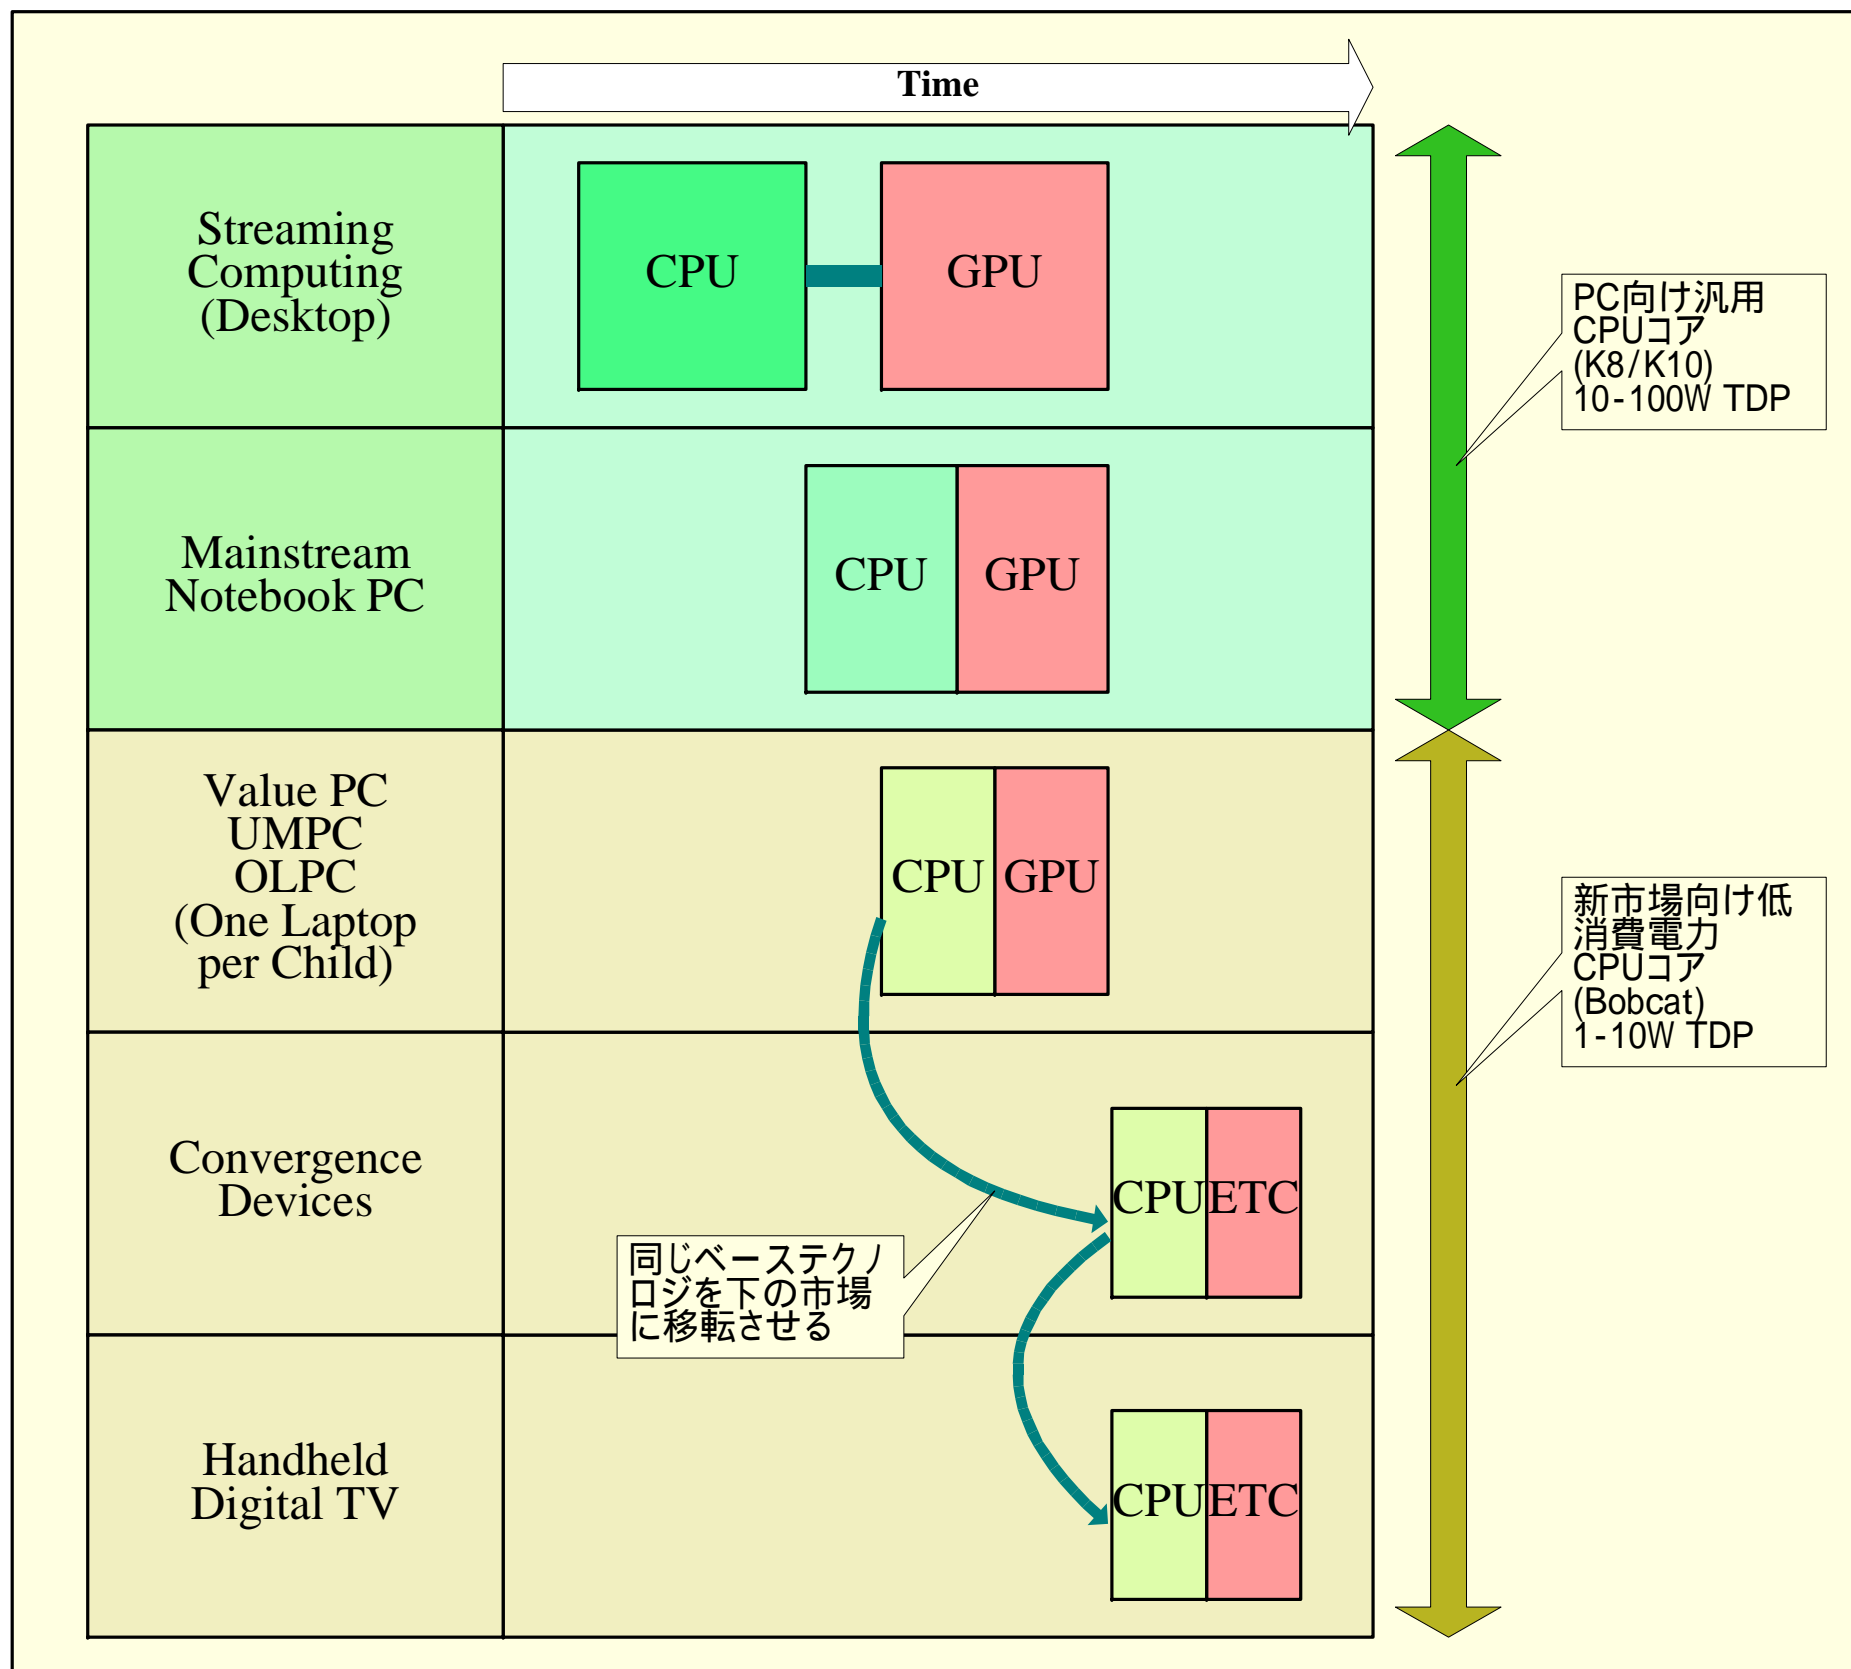 Time
Streaming
Computing
(Desktop)
CPU
GPU
PC向け汎用
CPUコア
(K8/K10)
10-100W TDP
Mainstream
Notebook PC
CPU
GPU
Value PC
UMPC
OLPC
(One Laptop
per Child)
CPU
GPU
新市場向け低
消費電力
CPUコア
(Bobcat)
1-10W TDP
Convergence
Devices
CPU
ETC
同じベーステクノ
ロジを下の市場
に移転させる
Handheld
Digital TV
CPU
ETC